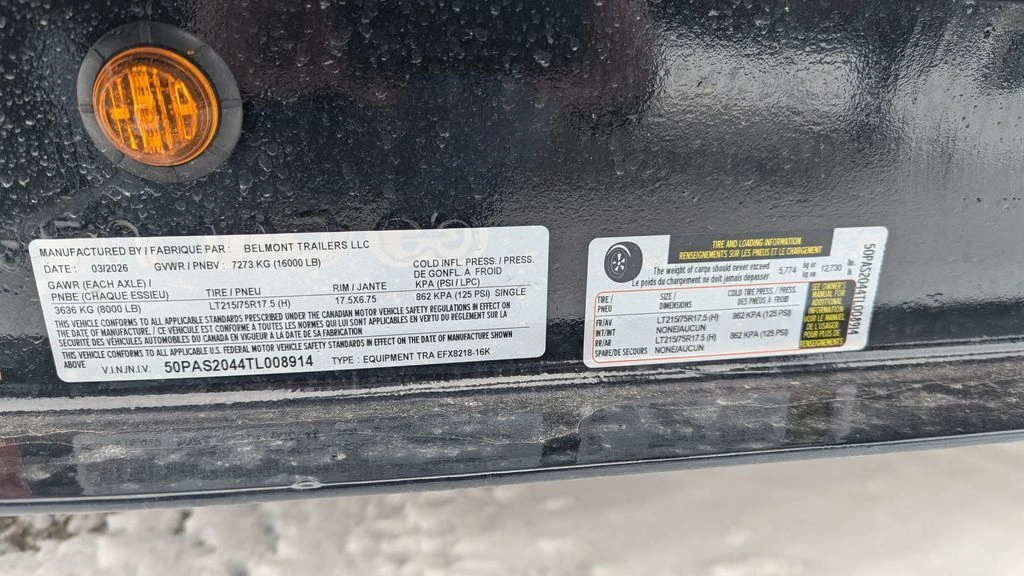 MANUFACTURED BY / FABRIQUÉ PAR : BELMONT TRAILERS LLC
DATE : 03/2026 GVWR / PNBV : 7273 KG (16000 LB)
GAWR (EACH AXLE) / PNBE (CHAQUE ESSIEU) TIRE / PNEU RIM / JANTE COLD INFL. PRESS. / PRESS. DE GONFL. À FROID KPA (PSI / LPC)
3636 KG (8000 LB) LT215/75R17.5 (H) 17.5X6.75 862 KPA (125 PSI) SINGLE
THIS VEHICLE CONFORMS TO ALL APPLICABLE STANDARDS PRESCRIBED UNDER THE CANADIAN MOTOR VEHICLE SAFETY REGULATIONS IN EFFECT ON
THE DATE OF MANUFACTURE. / CE VÉHICULE EST CONFORME À TOUTES LES NORMES QUI LUI SONT APPLICABLES EN VERTU DU RÈGLEMENT SUR LA
SÉCURITÉ DES VÉHICULES AUTOMOBILES DU CANADA EN VIGUEUR À LA DATE DE SA FABRICATION.
THIS VEHICLE CONFORMS TO ALL APPLICABLE U.S. FEDERAL MOTOR VEHICLE SAFETY STANDARDS IN EFFECT ON THE DATE OF MANUFACTURE SHOWN
ABOVE.
V.I.N./N.I.V. 50PAS2044TL008914 TYPE : EQUIPMENT TRA EFX8218-16K
TIRE AND LOADING INFORMATION
RENSEIGNEMENTS SUR LES PNEUS ET LE CHARGEMENT
The weight of cargo should never exceed 5,774 kg or 12,730 lbs.
Le poids du chargement ne doit jamais dépasser kg or lb.
TIRE / PNEU SIZE / DIMENSIONS COLD TIRE PRESS. / PRESS. DES PNEUS À FROID
FR/AV LT215/75R17.5 (H) 862 KPA (125 PSI)
INT/INT NONE/AUCUN
RR/AR LT215/75R17.5 (H) 862 KPA (125 PSI)
SPARE/DE SECOURS NONE/AUCUN
SEE OWNER'S
MANUAL FOR
ADDITIONAL
INFORMATION
VOIR MANUEL
DE L'USAGER
POUR PLUS DE
RENSEIGNEMENTS
50PAS2044TL008914